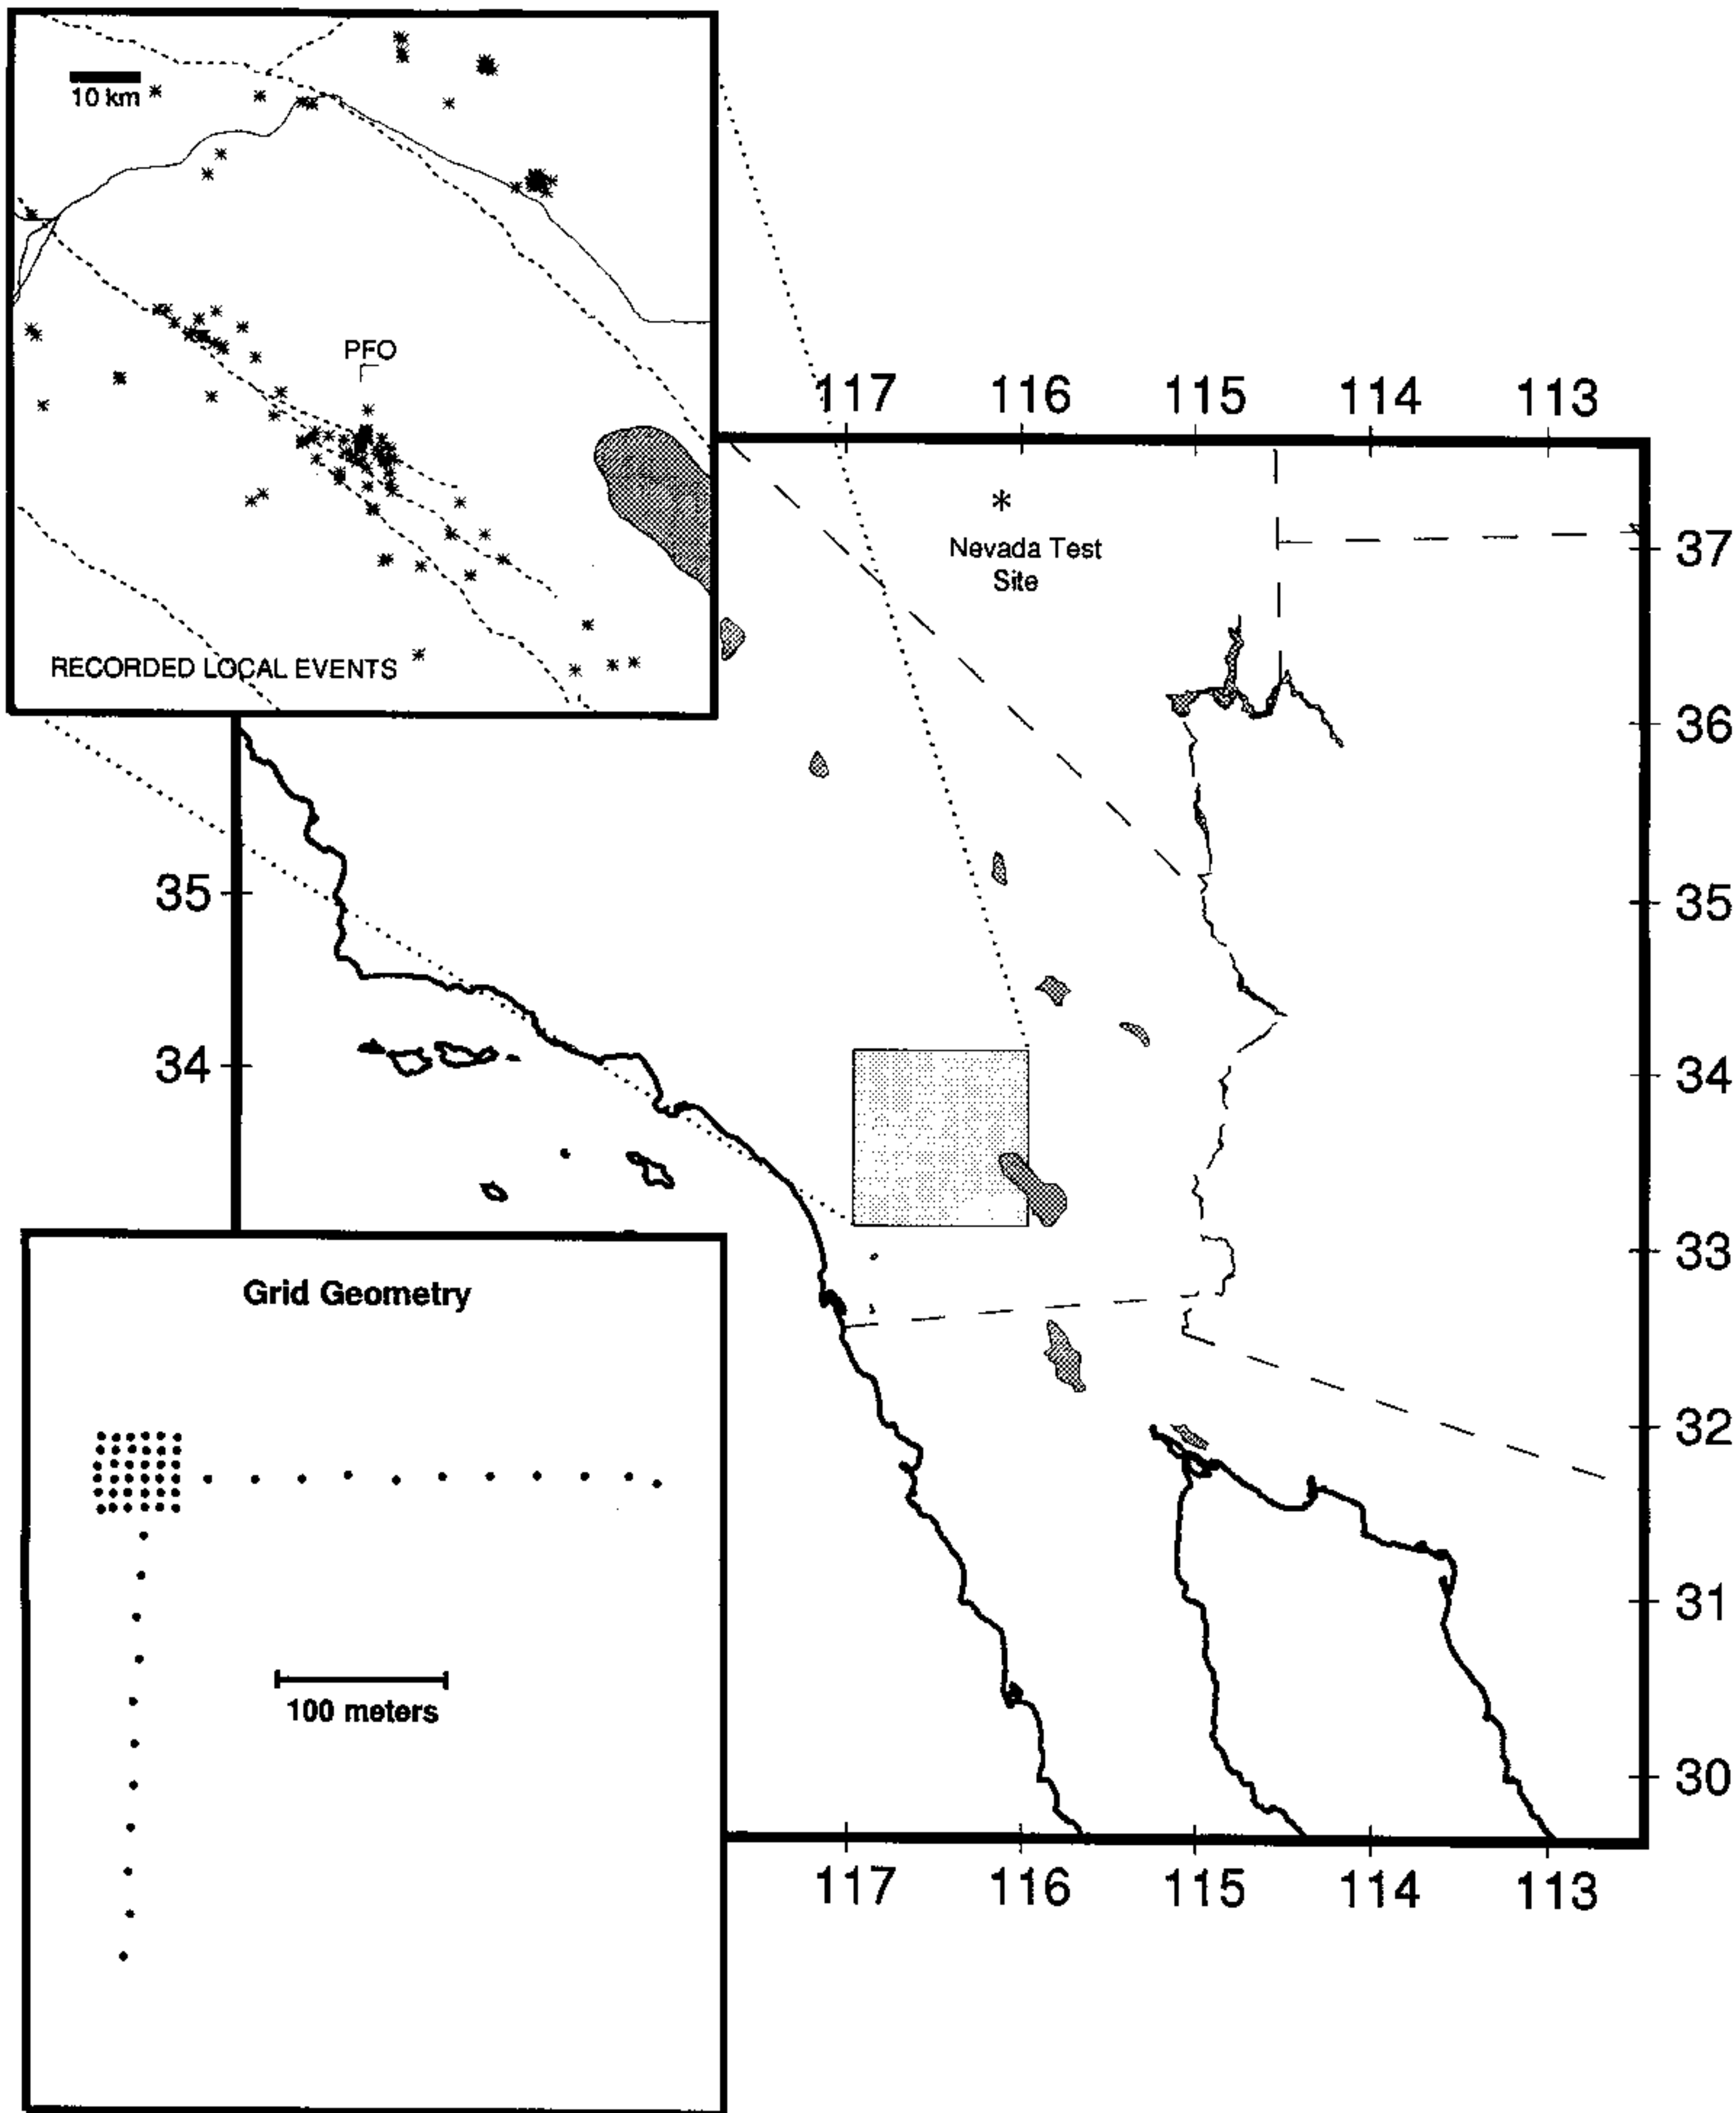 10 km
PFO
RECORDED LOCAL EVENTS
117 116 115 114 113
Nevada Test
Site
37
36
35
34
33
32
31
30
35
34
Grid Geometry
100 meters
117 116 115 114 113